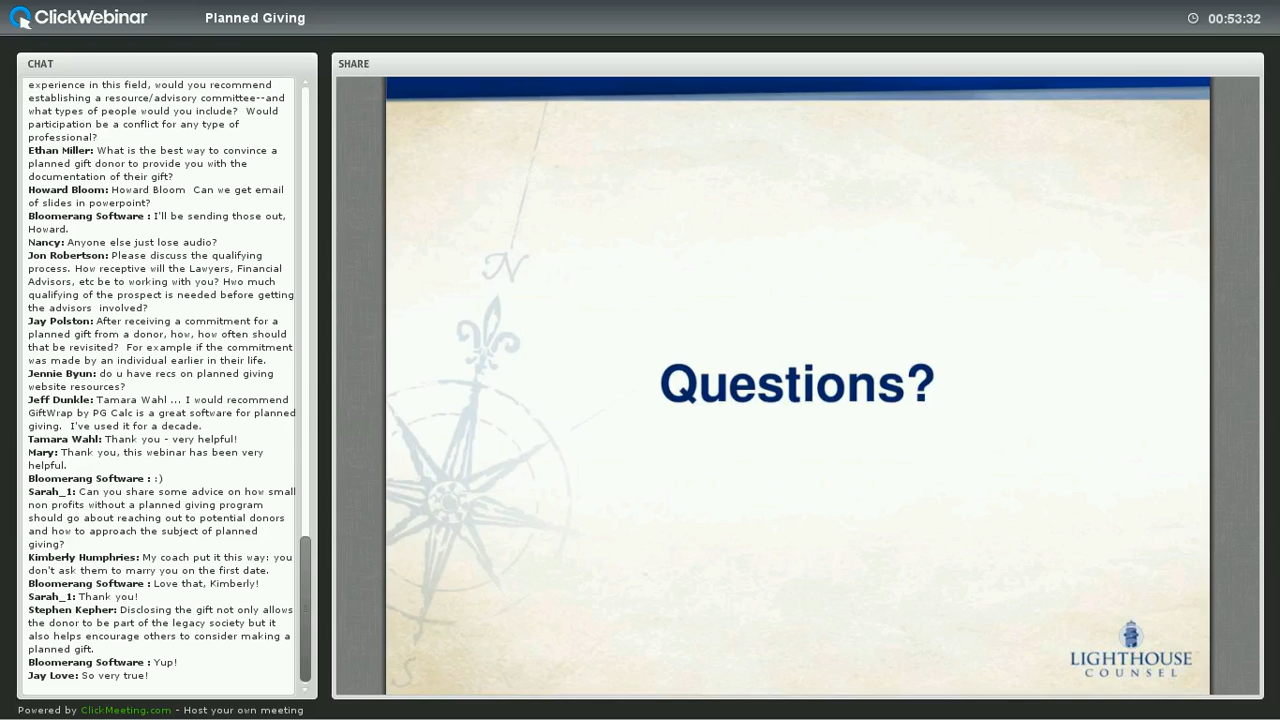 ClickWebinar
Planned Giving
00:53:32
CHAT
experience in this field, would you recommend
establishing a resource/advisory committee--and
what types of people would you include?  Would
participation be a conflict for any type of
professional?
Ethan Miller: What is the best way to convince a
planned gift donor to provide you with the
documentation of their gift?
Howard Bloom: Howard Bloom  Can we get email
of slides in powerpoint?
Bloomerang Software : I'll be sending those out,
Howard.
Nancy: Anyone else just lose audio?
Jon Robertson: Please discuss the qualifying
process. How receptive will the Lawyers, Financial
Advisors, etc be to working with you? Hwo much
qualifying of the prospect is needed before getting
the advisors  involved?
Jay Polston: After receiving a commitment for a
planned gift from a donor, how, how often should
that be revisited?  For example if the commitment
was made by an individual earlier in their life.
Jennie Byun: do u have recs on planned giving
website resources?
Jeff Dunkle: Tamara Wahl ... I would recommend
GiftWrap by PG Calc is a great software for planned
giving.  I've used it for a decade.
Tamara Wahl: Thank you - very helpful!
Mary: Thank you, this webinar has been very
helpful.
Bloomerang Software : :)
Sarah_1: Can you share some advice on how small
non profits without a planned giving program
should go about reaching out to potential donors
and how to approach the subject of planned
giving?
Kimberly Humphries: My coach put it this way: you
don't ask them to marry you on the first date.
Bloomerang Software : Love that, Kimberly!
Sarah_1: Thank you!
Stephen Kepher: Disclosing the gift not only allows
the donor to be part of the legacy society but it
also helps encourage others to consider making a
planned gift.
Bloomerang Software : Yup!
Jay Love: So very true!
SHARE
N
Questions?
S
LIGHTHOUSE
COUNSEL
Powered by ClickMeeting.com - Host your own meeting